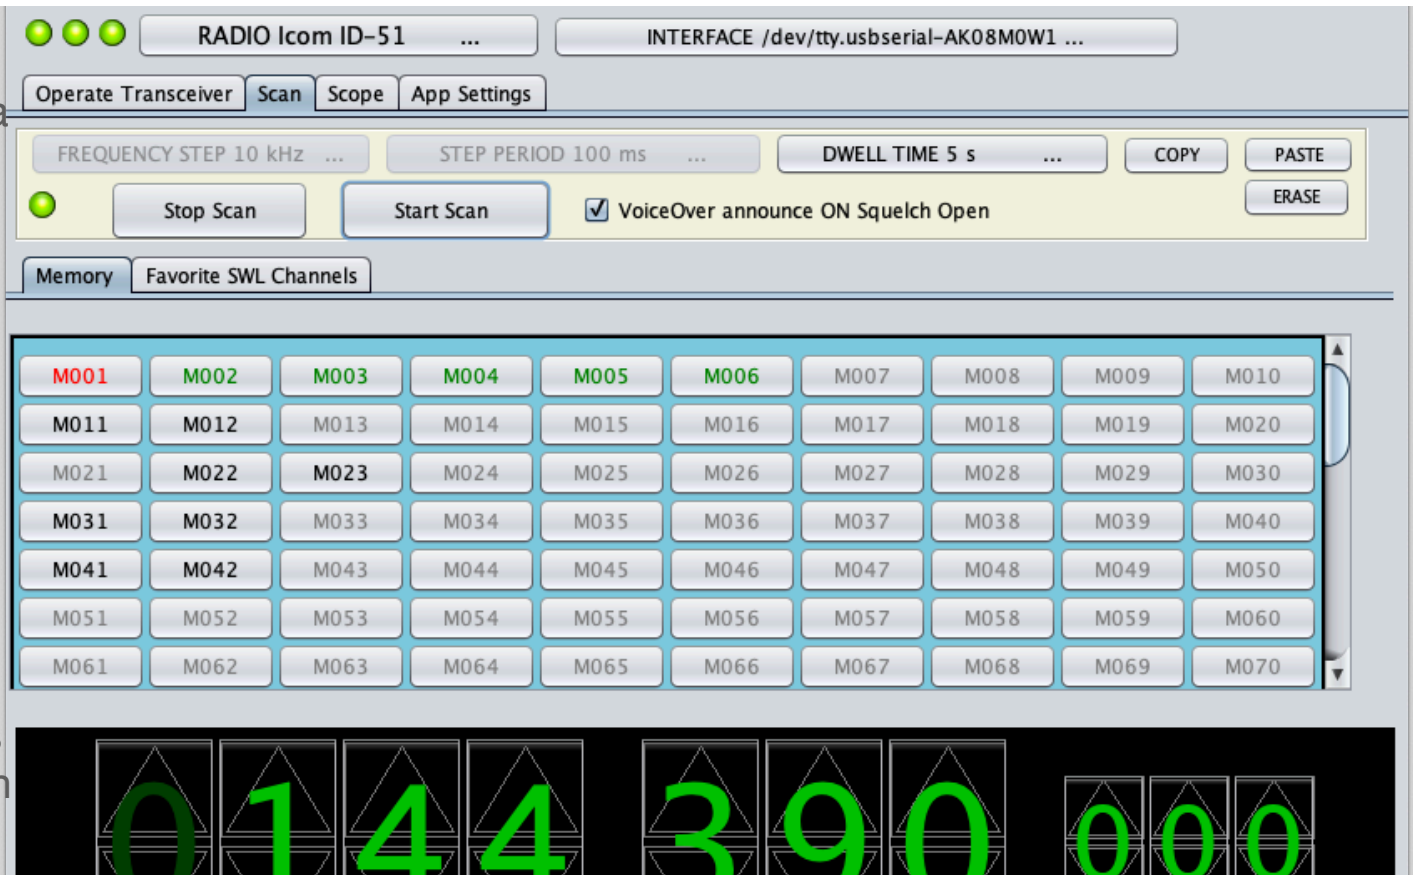 RADIO Icom ID-51 ... INTERFACE /dev/tty.usbserial-AK08M0W1 ...
Operate Transceiver Scan Scope App Settings
a
FREQUENCY STEP 10 kHz ... STEP PERIOD 100 ms ... DWELL TIME 5 s ... COPY PASTE
Stop Scan Start Scan VoiceOver announce ON Squelch Open ERASE
Memory Favorite SWL Channels
M001 M002 M003 M004 M005 M006 M007 M008 M009 M010
M011 M012 M013 M014 M015 M016 M017 M018 M019 M020
M021 M022 M023 M024 M025 M026 M027 M028 M029 M030
M031 M032 M033 M034 M035 M036 M037 M038 M039 M040
M041 M042 M043 M044 M045 M046 M047 M048 M049 M050
M051 M052 M053 M054 M055 M056 M057 M058 M059 M060
M061 M062 M063 M064 M065 M066 M067 M068 M069 M070
0144 390 000